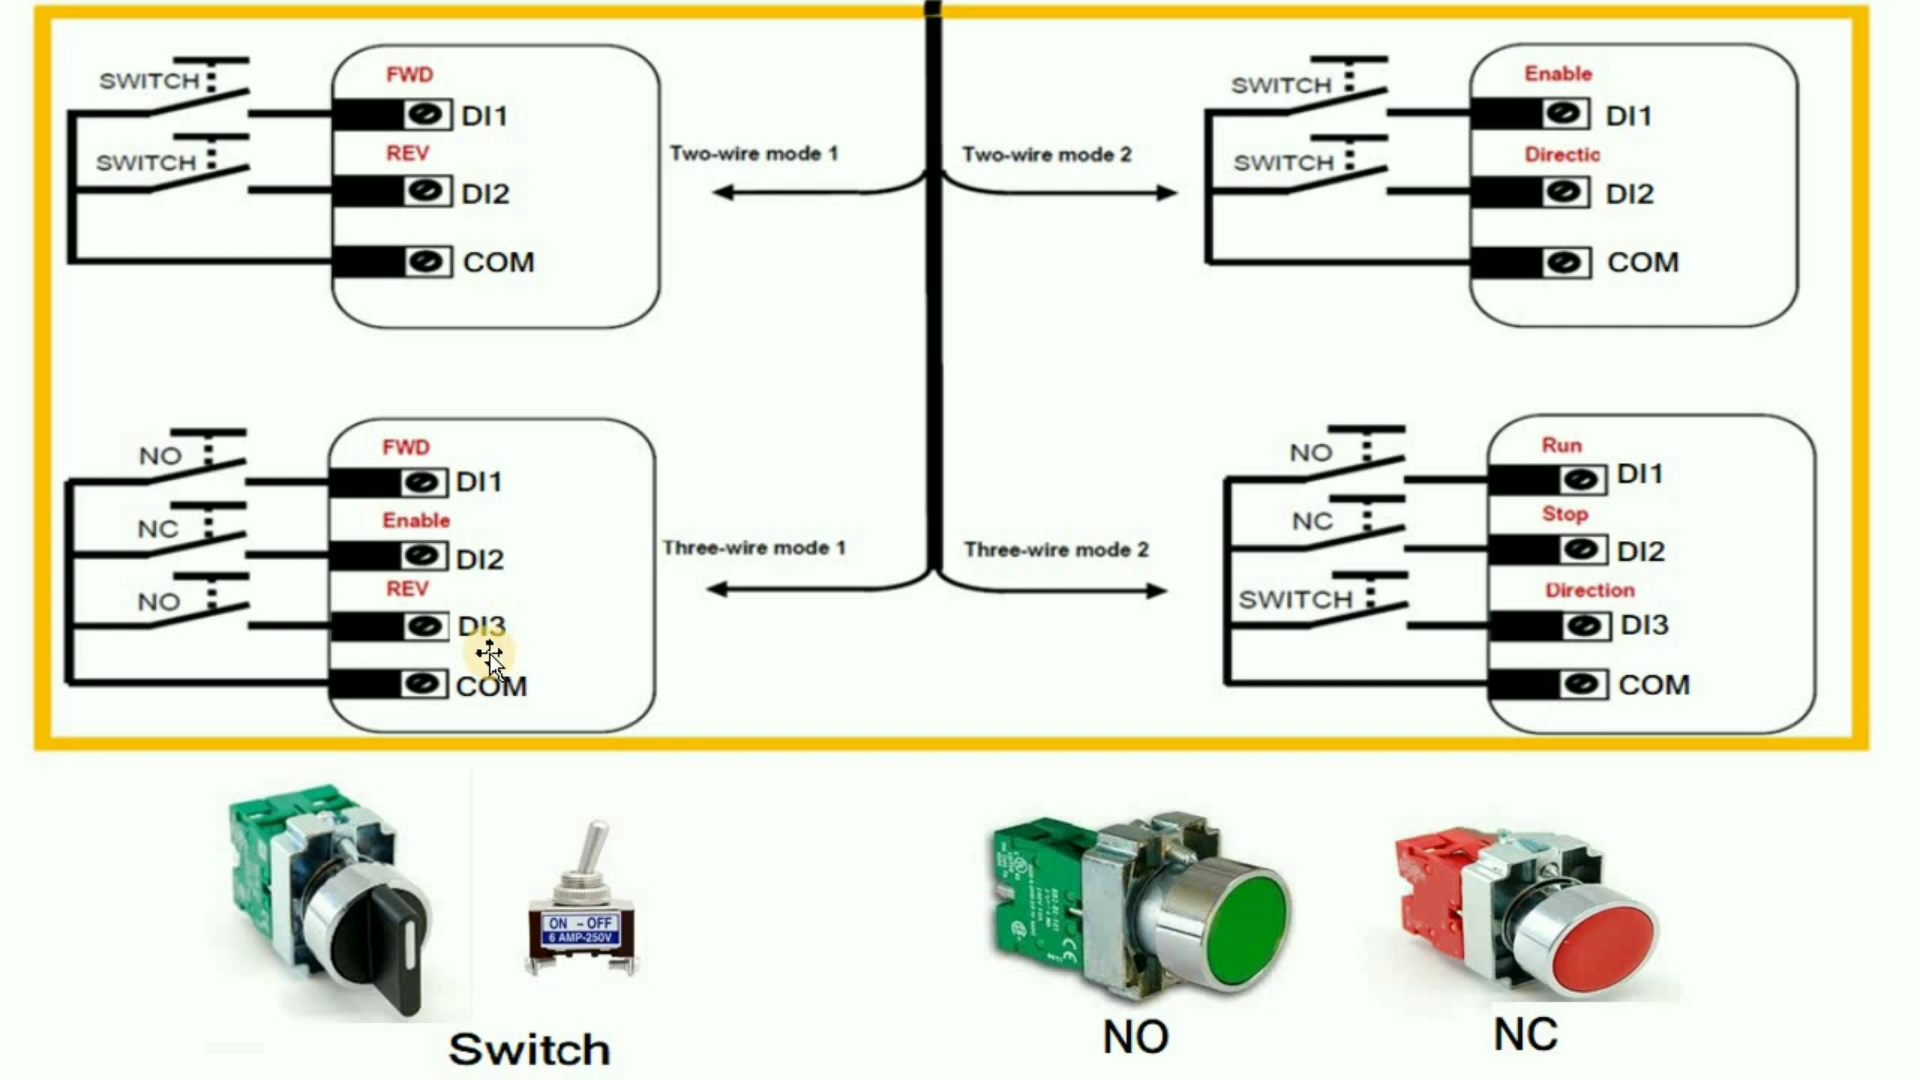 FWD
SWITCH
DI1
REV
SWITCH
DI2
COM
Two-wire mode 1
Two-wire mode 2
Enable
SWITCH
DI1
Directic
SWITCH
DI2
COM
FWD
NO
DI1
Enable
NC
DI2
REV
NO
DI3
COM
Three-wire mode 1
Three-wire mode 2
Run
NO
DI1
Stop
NC
DI2
Direction
SWITCH
DI3
COM
ON - OFF
6 AMP-250V
Switch
NO
NC